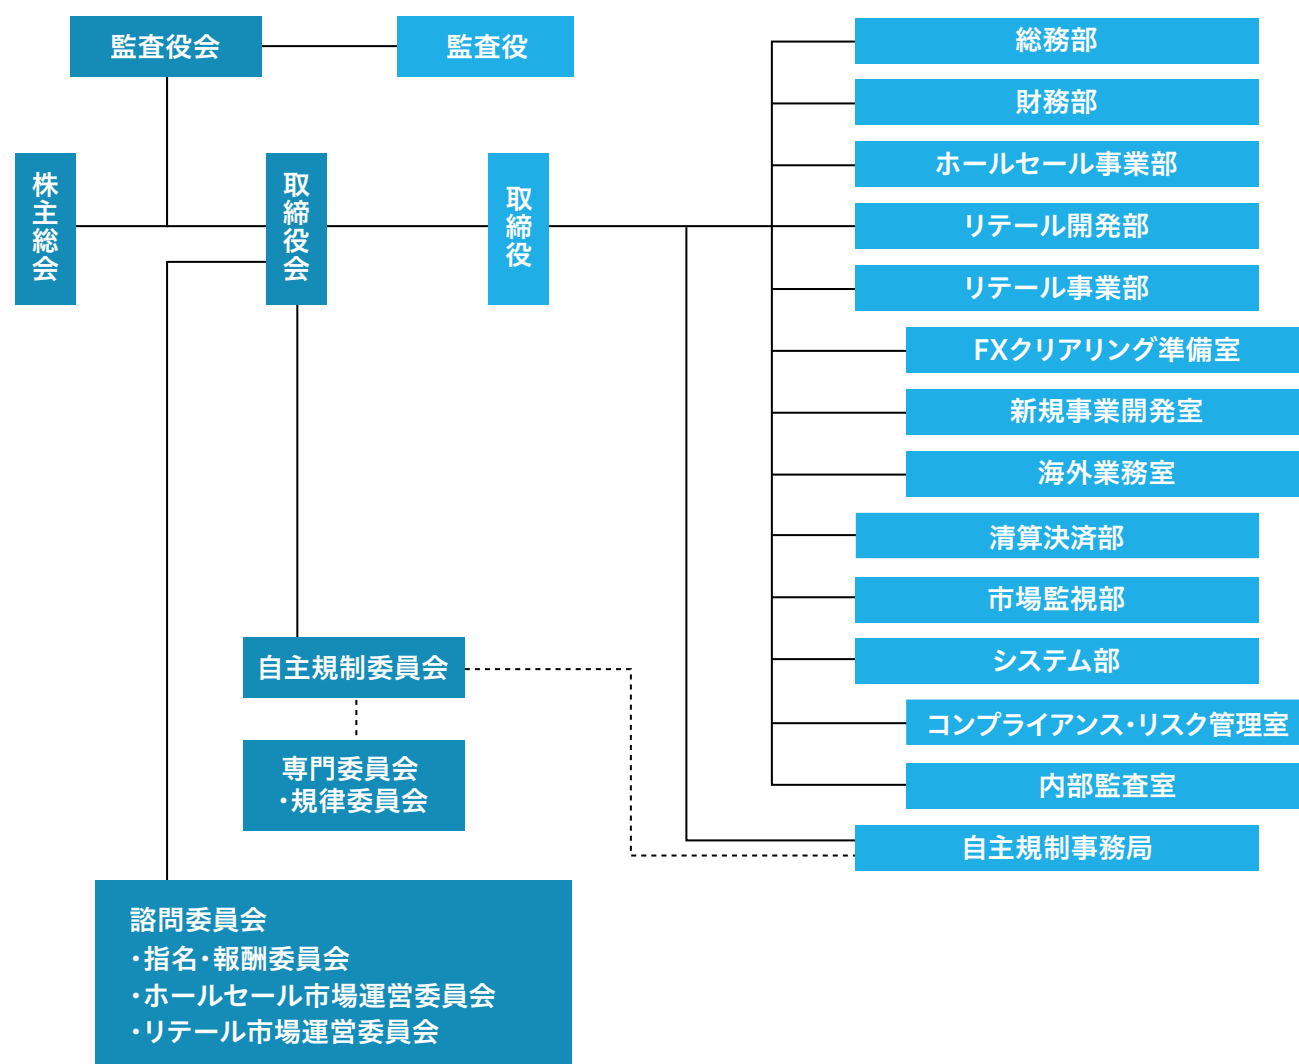 監査役会
監査役
株主総会
取締役会
取締役
総務部
財務部
ホールセール事業部
リテール開発部
リテール事業部
FXクリアリング準備室
新規事業開発室
海外業務室
清算決済部
市場監視部
システム部
コンプライアンス・リスク管理室
内部監査室
自主規制事務局
自主規制委員会
専門委員会
・規律委員会
諮問委員会
・指名・報酬委員会
・ホールセール市場運営委員会
・リテール市場運営委員会